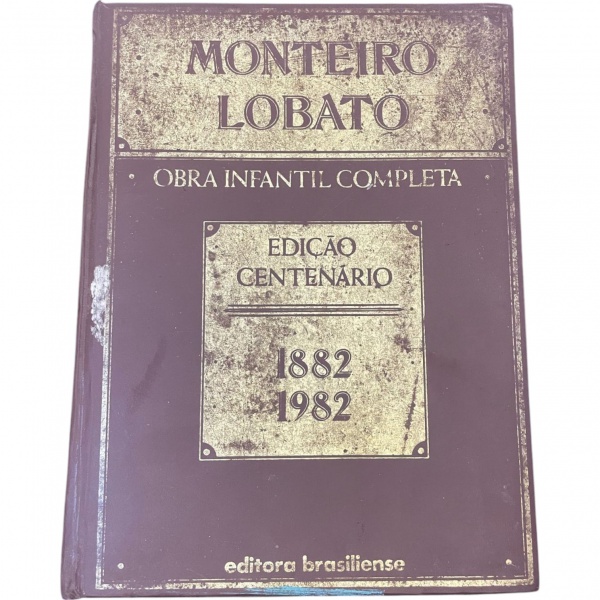 MONTEIRO
LOBATO
OBRA INFANTIL COMPLETA
EDIÇÃO
CENTENÁRIO
1882
1982
editora brasiliense